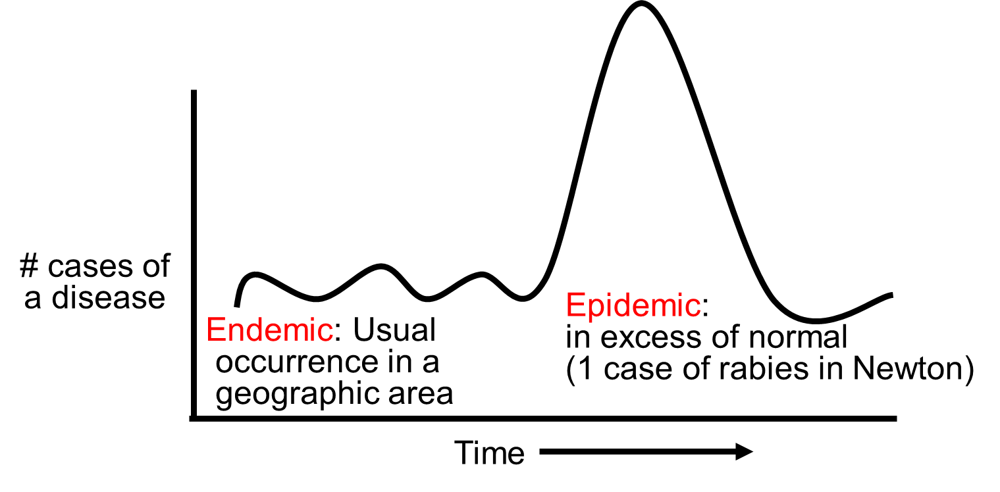 # cases of
a disease
Endemic: Usual
occurrence in a
geographic area
Epidemic:
in excess of normal
(1 case of rabies in Newton)
Time